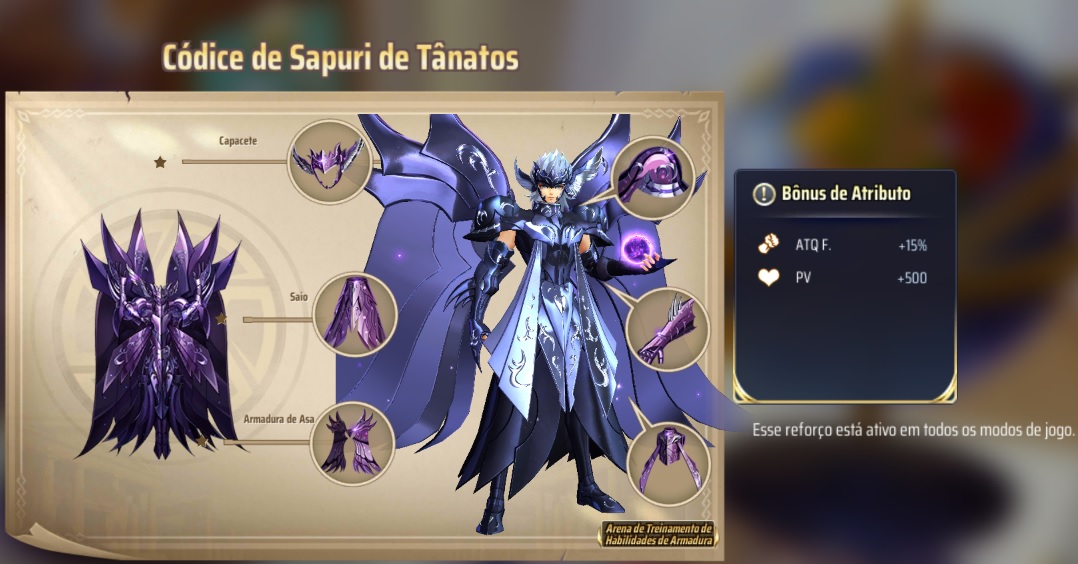 Códice de Sapuri de Tânatos
Capacete
Saio
Armadura de Asa
Arena de Treinamento de
Habilidades de Armadura
Bônus de Atributo
ATQ F. +15%
PV +500
Esse reforço está ativo em todos os modos de jogo.